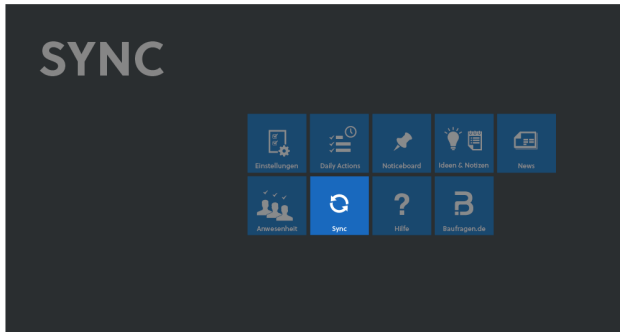 SYNC
Einstellungen
Daily Actions
Noticeboard
Ideen & Notizen
News
Anwesenheit
Sync
Hilfe
Baufragen.de